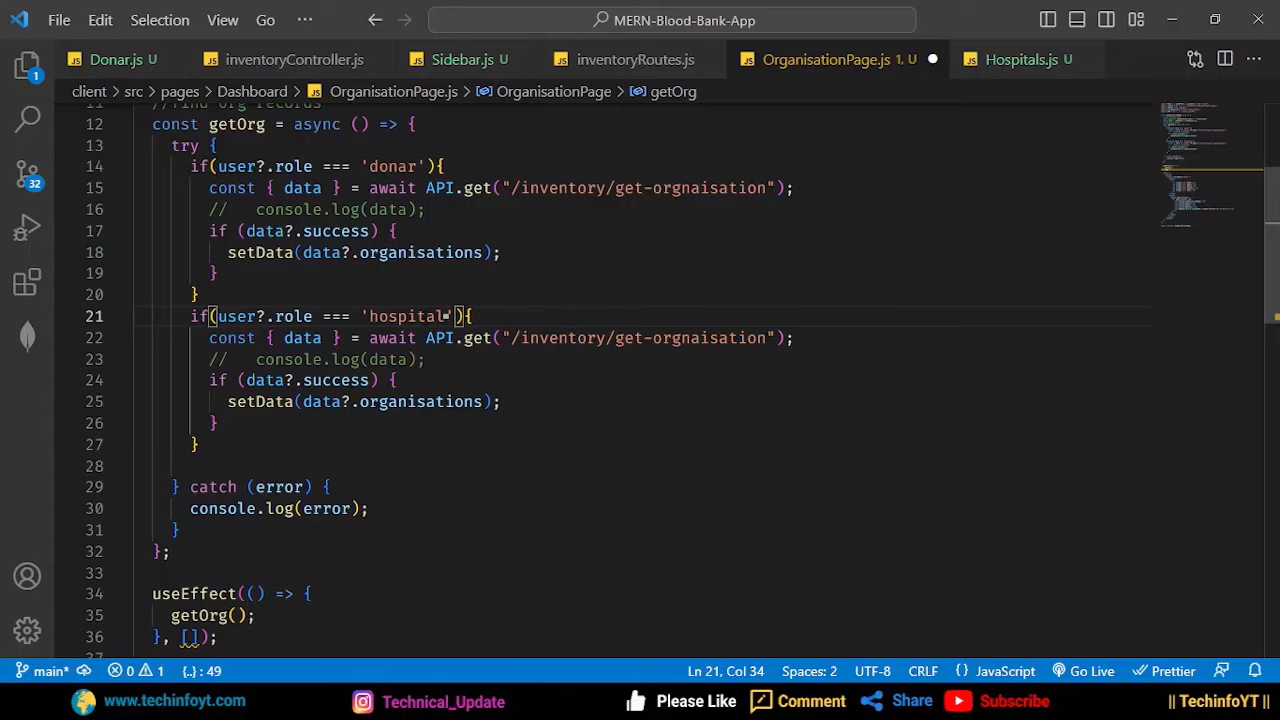 File Edit Selection View Go ··· MERN-Blood-Bank-App
Donar.js U inventoryController.js Sidebar.js U inventoryRoutes.js OrganisationPage.js 1, U Hospitals.js U
client > src > pages > Dashboard > OrganisationPage.js > OrganisationPage > getOrg
1
32
11 //find org records
12 const getOrg = async () => {
13 try {
14 if(user?.role === 'donar'){
15 const { data } = await API.get("/inventory/get-orgnaisation");
16 // console.log(data);
17 if (data?.success) {
18 setData(data?.organisations);
19 }
20 }
21 if(user?.role === 'hospital'){
22 const { data } = await API.get("/inventory/get-orgnaisation");
23 // console.log(data);
24 if (data?.success) {
25 setData(data?.organisations);
26 }
27 }
28
29 } catch (error) {
30 console.log(error);
31 }
32 };
33
34 useEffect(() => {
35 getOrg();
36 }, []);
main* 0 1 {..} : 49 Ln 21, Col 34 Spaces: 2 UTF-8 CRLF {} JavaScript Go Live Prettier
www.techinfoyt.com Technical_Update Please Like Comment Share Subscribe || TechinfoYT ||